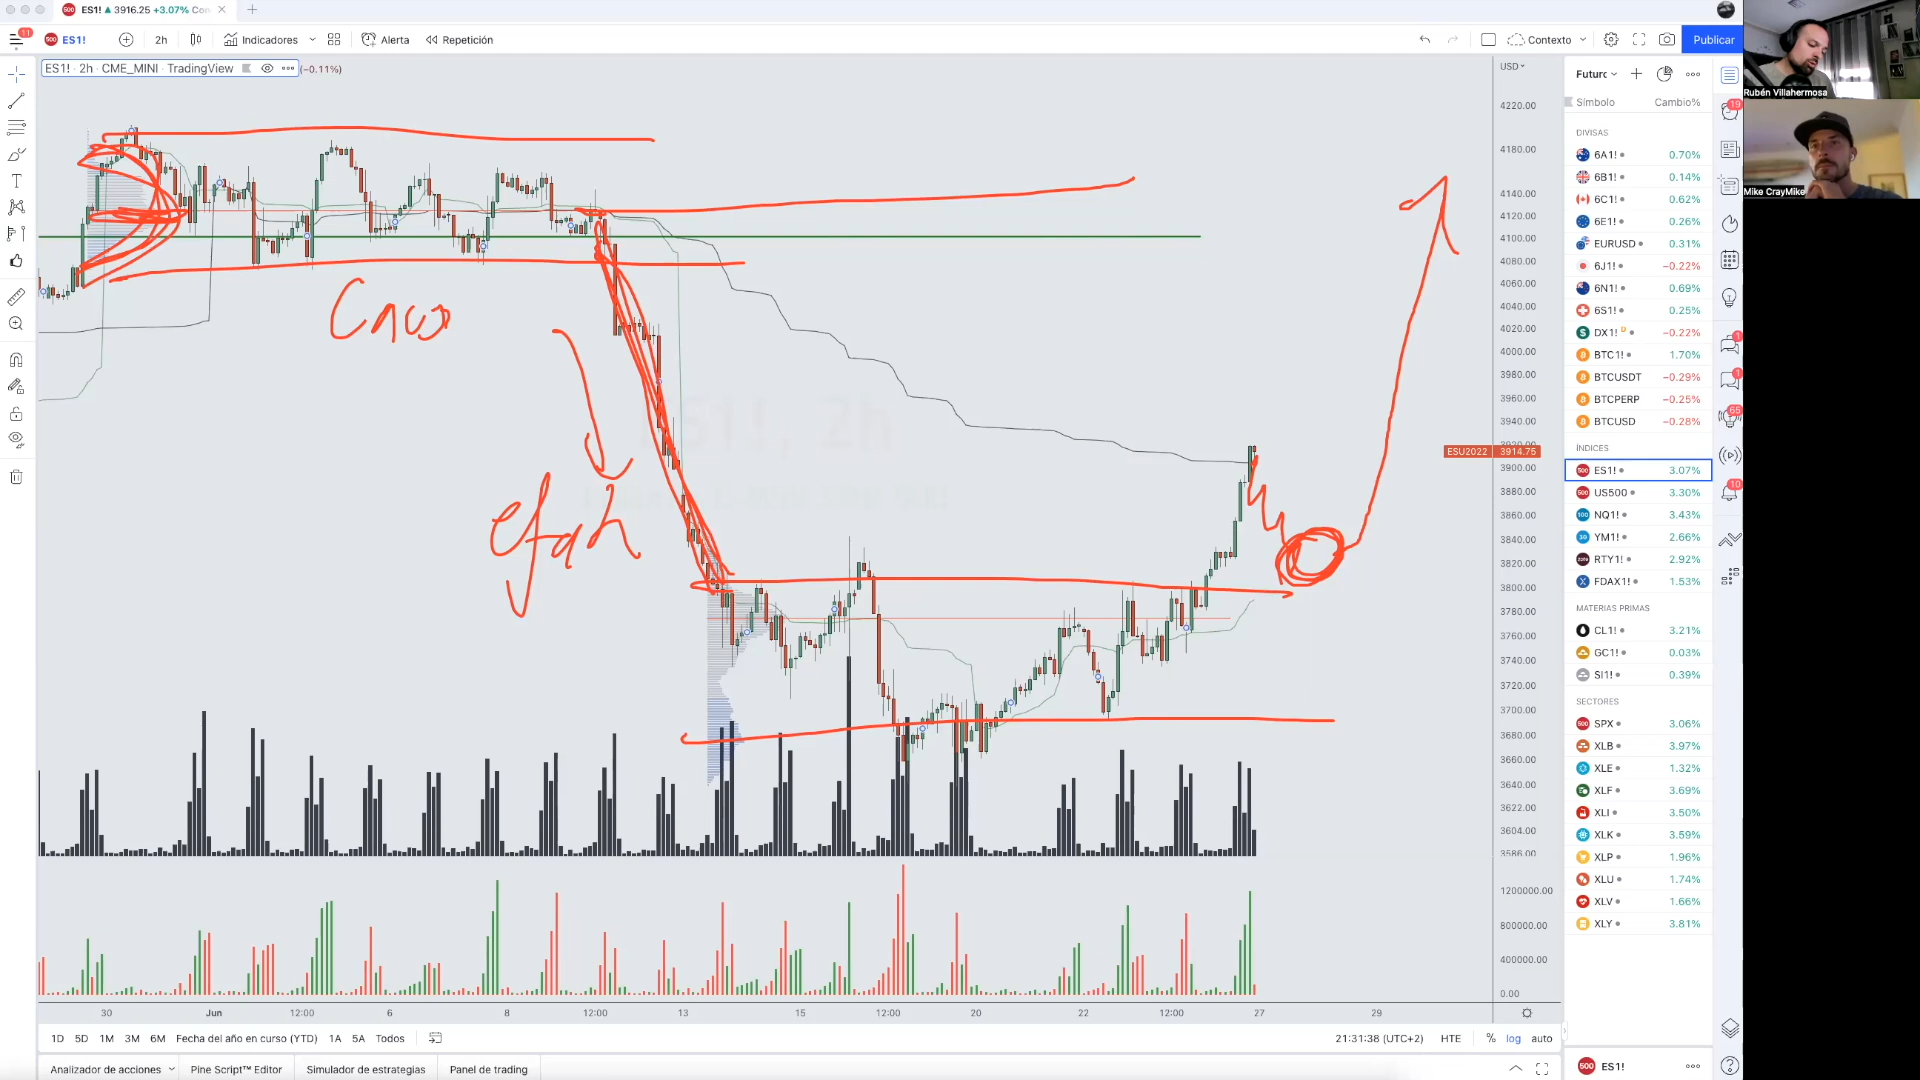 ES1! ▲ 3916.25 +3.07% Con
11
ES1!
2h
Indicadores
Alerta
Repetición
Contexto
Publicar
ES1! · 2h · CME_MINI · TradingView
(−0.11%)
USD
4220.00
4180.00
4140.00
4120.00
4100.00
4080.00
4060.00
4040.00
4020.00
4000.00
3980.00
3960.00
3940.00
3920.00
ESU2022 3914.75
3900.00
3880.00
3860.00
3840.00
3820.00
3800.00
3780.00
3760.00
3740.00
3720.00
3700.00
3680.00
3660.00
3640.00
3622.00
3604.00
3586.00
1200000.00
800000.00
400000.00
0.00
30 Jun 12:00 6 8 12:00 13 15 12:00 20 22 12:00 27 29
1D 5D 1M 3M 6M Fecha del año en curso (YTD) 1A 5A Todos
21:31:38 (UTC+2) HTE % log auto
Analizador de acciones Pine Script™ Editor Simulador de estrategias Panel de trading
Símbolo Cambio%
DIVISAS
6A1! 0.70%
6B1! 0.14%
6C1! 0.62%
6E1! 0.26%
EURUSD 0.31%
6J1! −0.22%
6N1! 0.69%
6S1! 0.25%
DX1! D −0.22%
BTC1! 1.70%
BTCUSDT −0.29%
BTCPERP −0.25%
BTCUSD −0.28%
ÍNDICES
ES1! 3.07%
US500 3.30%
NQ1! 3.43%
YM1! 2.66%
RTY1! 2.92%
FDAX1! 1.53%
MATERIAS PRIMAS
CL1! 3.21%
GC1! 0.03%
SI1! 0.39%
SECTORES
SPX 3.06%
XLB 3.97%
XLE 1.32%
XLF 3.69%
XLI 3.50%
XLK 3.59%
XLP 1.96%
XLU 1.74%
XLV 1.66%
XLY 3.81%
ES1!
19
1
1
65
10
Rubén Villahermosa
Mike CrayMike